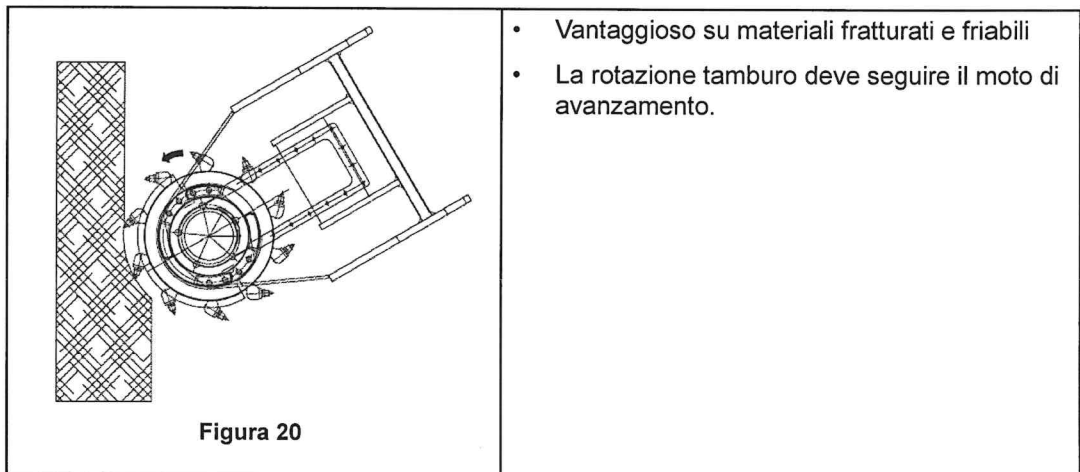 • Vantaggioso su materiali fratturati e friabili
• La rotazione tamburo deve seguire il moto di
avanzamento.
Figura 20